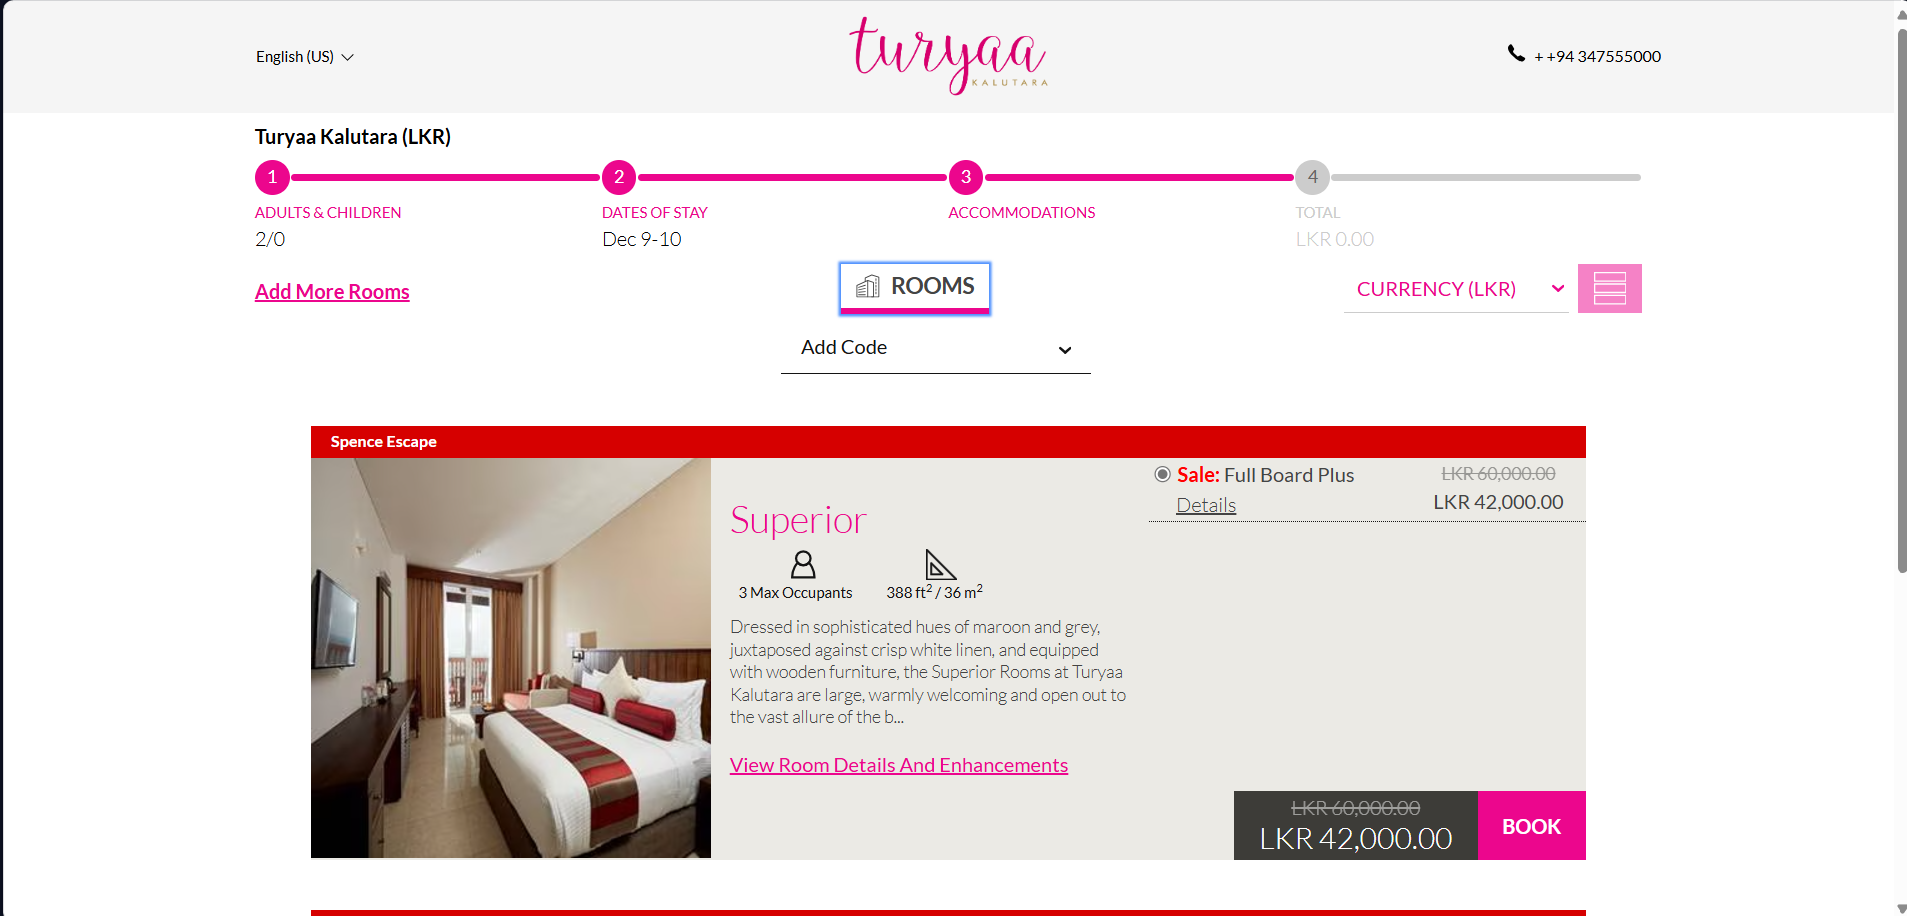 English (US)
turyaa
KALUTARA
+ +94 347555000
Turyaa Kalutara (LKR)
1
2
3
4
ADULTS & CHILDREN
DATES OF STAY
ACCOMMODATIONS
TOTAL
2/0
Dec 9-10
LKR 0.00
Add More Rooms
ROOMS
CURRENCY (LKR)
Add Code
Spence Escape
Superior
3 Max Occupants
388 ft² / 36 m²
Dressed in sophisticated hues of maroon and grey,
juxtaposed against crisp white linen, and equipped
with wooden furniture, the Superior Rooms at Turyaa
Kalutara are large, warmly welcoming and open out to
the vast allure of the b...
View Room Details And Enhancements
Sale: Full Board Plus
LKR 60,000.00
LKR 42,000.00
Details
LKR 60,000.00
LKR 42,000.00
BOOK